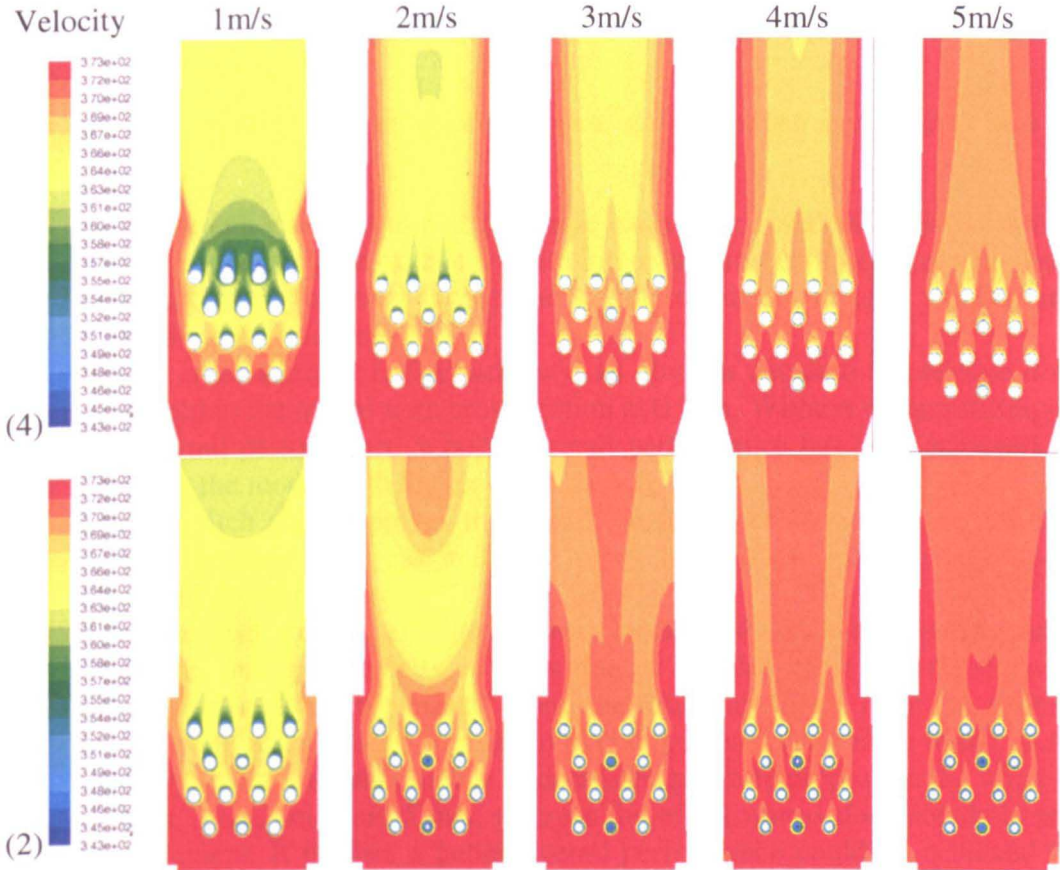 Velocity 1m/s 2m/s 3m/s 4m/s 5m/s
3.73e+02
3.72e+02
3.70e+02
3.69e+02
3.67e+02
3.66e+02
3.64e+02
3.63e+02
3.61e+02
3.60e+02
3.58e+02
3.57e+02
3.55e+02
3.54e+02
3.52e+02
3.51e+02
3.49e+02
3.48e+02
3.46e+02
3.45e+02
3.43e+02
(4)
3.73e+02
3.72e+02
3.70e+02
3.69e+02
3.67e+02
3.66e+02
3.64e+02
3.63e+02
3.61e+02
3.60e+02
3.58e+02
3.57e+02
3.55e+02
3.54e+02
3.52e+02
3.51e+02
3.49e+02
3.48e+02
3.46e+02
3.45e+02
3.43e+02
(2)